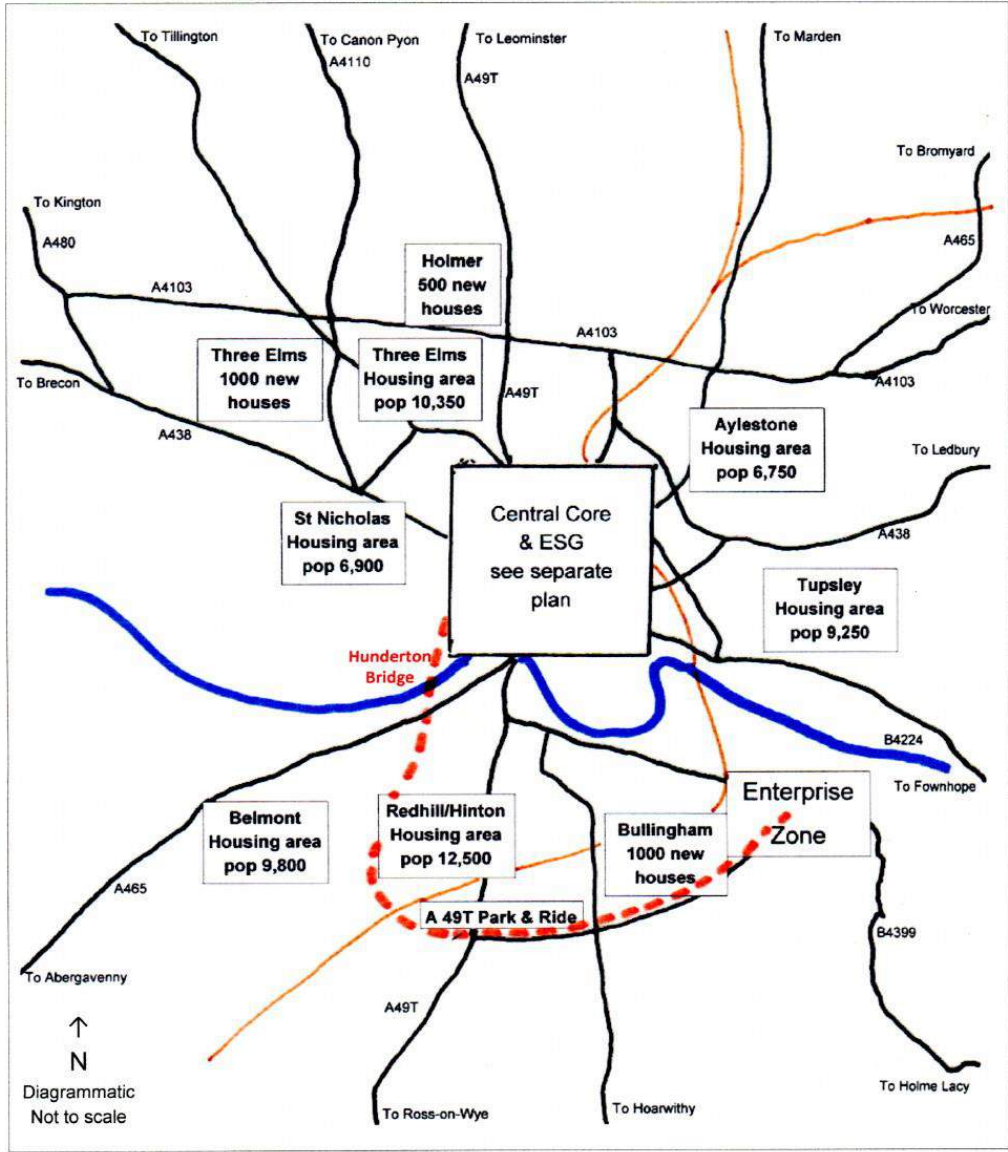 To Tillington
To Canon Pyon
A4110
To Leominster
A49T
To Marden
To Bromyard
A465
To Kington
A480
A4103
Holmer
500 new
houses
To Worcester
A4103
A4103
To Brecon
A438
Three Elms
1000 new
houses
Three Elms
Housing area
pop 10,350
A49T
Aylestone
Housing area
pop 6,750
To Ledbury
A438
St Nicholas
Housing area
pop 6,900
Central Core
& ESG
see separate
plan
Tupsley
Housing area
pop 9,250
Hunderton
Bridge
B4224
To Fownhope
Belmont
Housing area
pop 9,800
Redhill/Hinton
Housing area
pop 12,500
Bullingham
1000 new
houses
Enterprise
Zone
A465
A 49T Park & Ride
B4399
To Abergavenny
A49T
N
Diagrammatic
Not to scale
To Ross-on-Wye
To Hoarwithy
To Holme Lacy